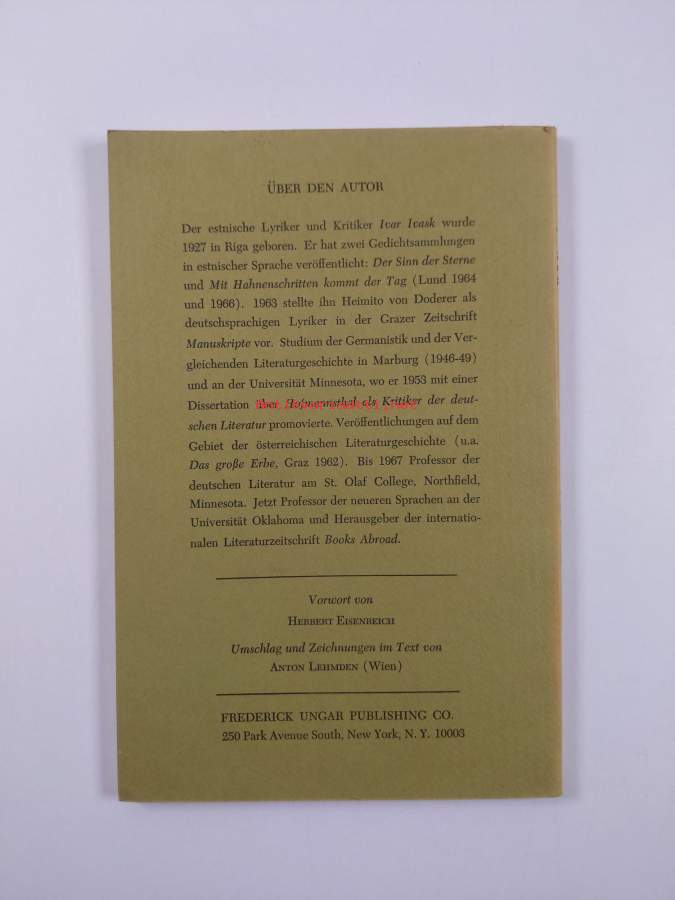 ÜBER DEN AUTOR
Der estnische Lyriker und Kritiker Ivar Ivask wurde
1927 in Riga geboren. Er hat zwei Gedichtsammlungen
in estnischer Sprache veröffentlicht: Der Sinn der Sterne
und Mit Hahnenschritten kommt der Tag (Lund 1964
und 1966). 1963 stellte ihn Heimito von Doderer als
deutschsprachigen Lyriker in der Grazer Zeitschrift
Manuskripte vor. Studium der Germanistik und der Ver-
gleichenden Literaturgeschichte in Marburg (1946-49)
und an der Universität Minnesota, wo er 1953 mit einer
Dissertation über Hofmannsthal als Kritiker der deut-
schen Literatur promovierte. Veröffentlichungen auf dem
Gebiet der österreichischen Literaturgeschichte (u.a.
Das große Erbe, Graz 1962). Bis 1967 Professor der
deutschen Literatur am St. Olaf College, Northfield,
Minnesota. Jetzt Professor der neueren Sprachen an der
Universität Oklahoma und Herausgeber der internatio-
nalen Literaturzeitschrift Books Abroad.
Vorwort von
HERBERT EISENREICH
Umschlag und Zeichnungen im Text von
ANTON LEHMDEN (Wien)
FREDERICK UNGAR PUBLISHING CO.
250 Park Avenue South, New York, N. Y. 10003